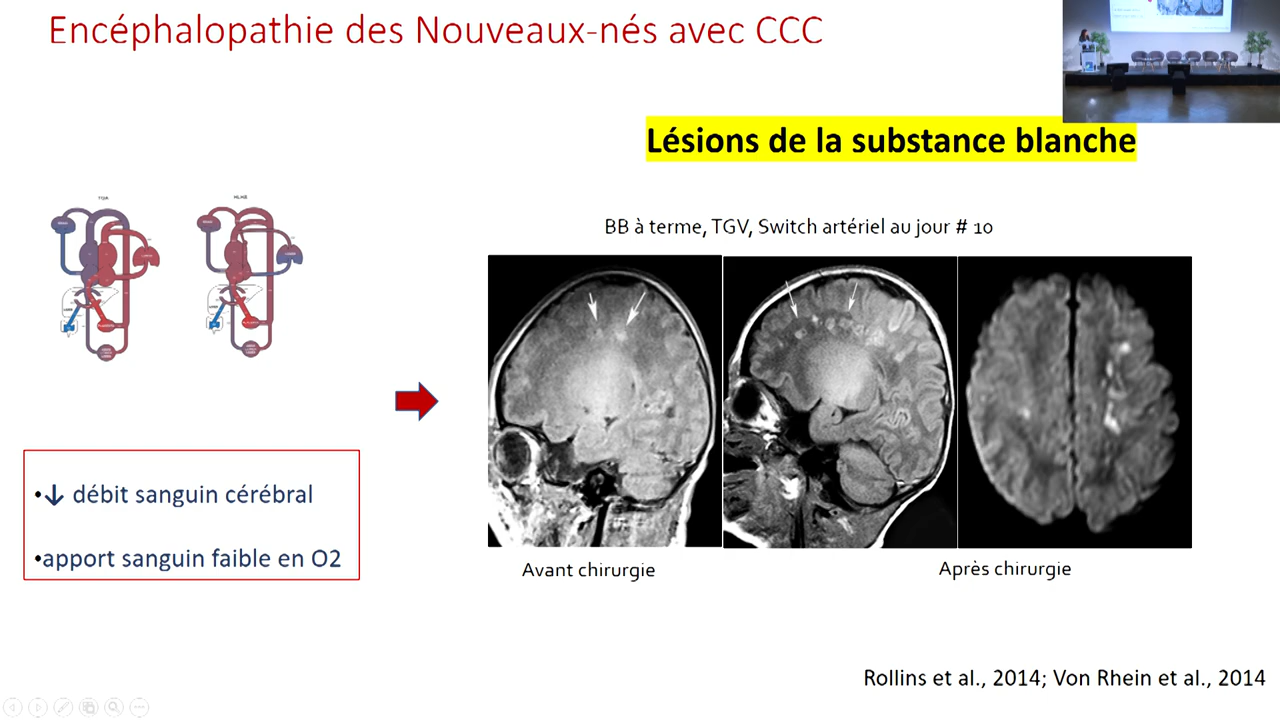 Encéphalopathie des Nouveaux-nés avec CCC
Lésions de la substance blanche
HLHS
BB à terme, TGV, Switch artériel au jour # 10
•↓ débit sanguin cérébral
•apport sanguin faible en O2
Avant chirurgie
Après chirurgie
Rollins et al., 2014; Von Rhein et al., 2014